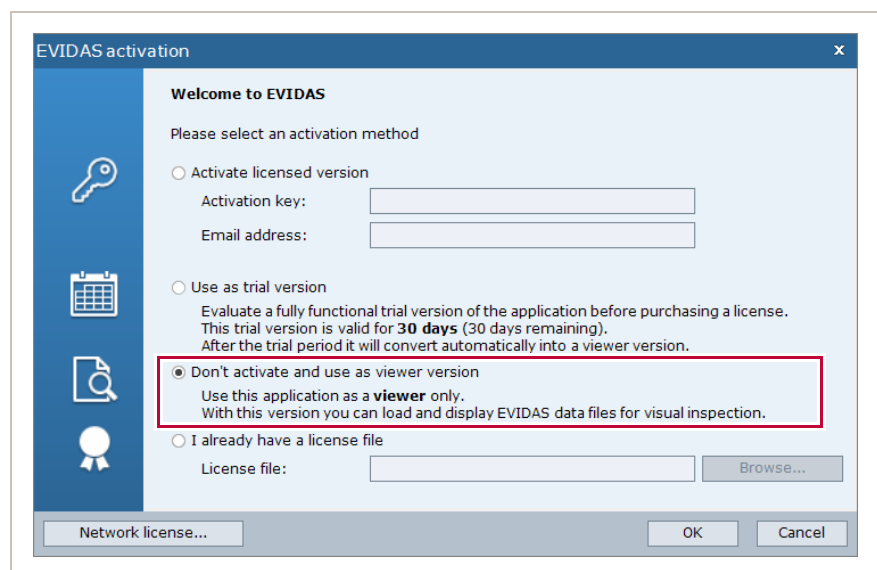 EVIDAS activation
x
Welcome to EVIDAS
Please select an activation method
Activate licensed version
Activation key:
Email address:
Use as trial version
Evaluate a fully functional trial version of the application before purchasing a license.
This trial version is valid for 30 days (30 days remaining).
After the trial period it will convert automatically into a viewer version.
Don't activate and use as viewer version
Use this application as a viewer only.
With this version you can load and display EVIDAS data files for visual inspection.
I already have a license file
License file:
Browse...
Network license...
OK
Cancel